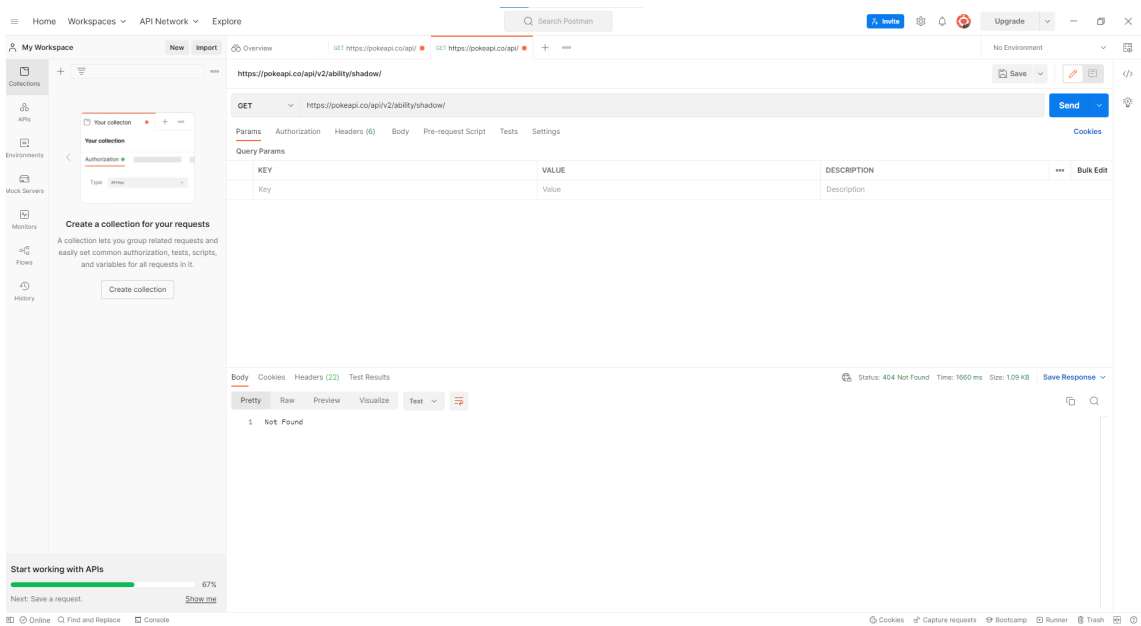 Home Workspaces API Network Explore
Search Postman
Invite
Upgrade
My Workspace
New Import
Overview
GET https://pokeapi.co/api/
GET https://pokeapi.co/api/
No Environment
Collections
APIs
Environments
Mock Servers
Monitors
Flows
History
Your collection
Your collection
Authorization
Type API Key
Create a collection for your requests
A collection lets you group related requests and
easily set common authorization, tests, scripts,
and variables for all requests in it.
Create collection
Start working with APIs
67%
Next: Save a request. Show me
https://pokeapi.co/api/v2/ability/shadow/
Save
GET https://pokeapi.co/api/v2/ability/shadow/
Send
Params Authorization Headers (6) Body Pre-request Script Tests Settings
Cookies
Query Params
KEY VALUE DESCRIPTION Bulk Edit
Key Value Description
Body Cookies Headers (22) Test Results
Status: 404 Not Found Time: 1660 ms Size: 1.09 KB Save Response
Pretty Raw Preview Visualize Text
1 Not Found
Online Find and Replace Console
Cookies Capture requests Bootcamp Runner Trash